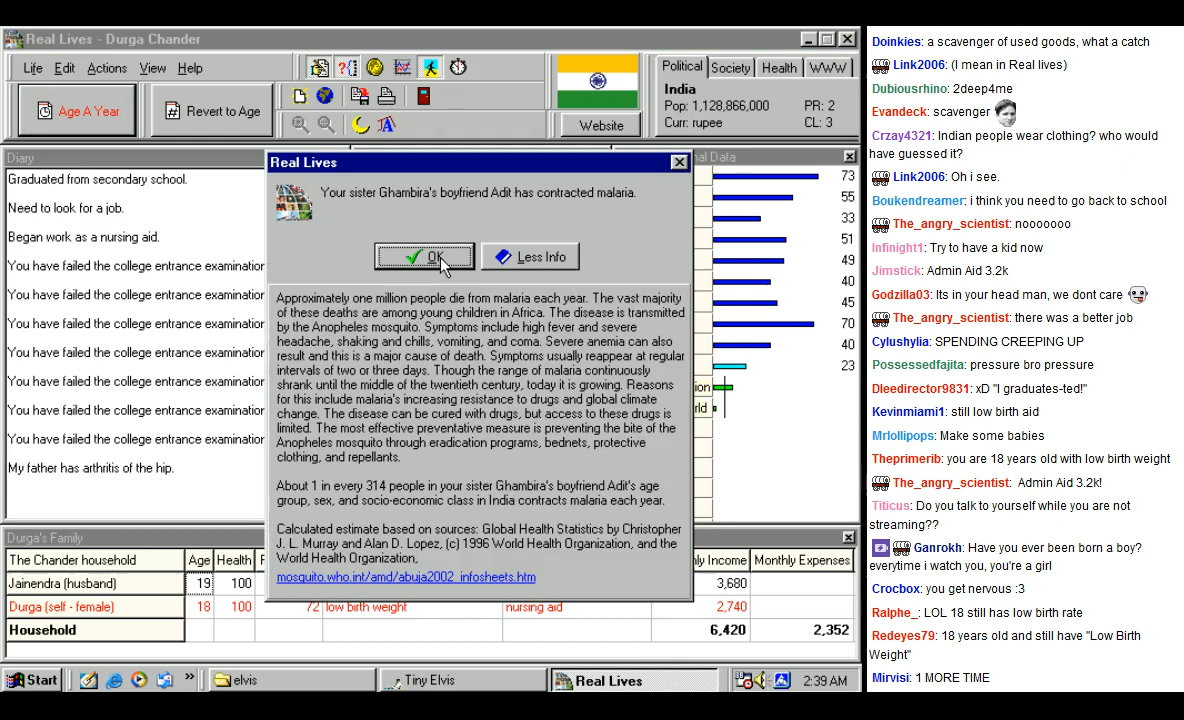 Real Lives - Durga Chander
Life Edit Actions View Help
Age A Year
Revert to Age
Website
Political Society Health WWW
India
Pop: 1,128,866,000 PR: 2
Curr: rupee CL: 3
Diary
Graduated from secondary school.
Need to look for a job.
Began work as a nursing aid.
You have failed the college entrance examination
You have failed the college entrance examination
You have failed the college entrance examination
You have failed the college entrance examination
You have failed the college entrance examination
You have failed the college entrance examination
You have failed the college entrance examination
My father has arthritis of the hip.
Real Lives
Your sister Ghambira's boyfriend Adit has contracted malaria.
OK Less Info
Approximately one million people die from malaria each year. The vast majority
of these deaths are among young children in Africa. The disease is transmitted
by the Anopheles mosquito. Symptoms include high fever and severe
headache, shaking and chills, vomiting, and coma. Severe anemia can also
result and this is a major cause of death. Symptoms usually reappear at regular
intervals of two or three days. Though the range of malaria continuously
shrank until the middle of the twentieth century, today it is growing. Reasons
for this include malaria's increasing resistance to drugs and global climate
change. The disease can be cured with drugs, but access to these drugs is
limited. The most effective preventative measure is preventing the bite of the
Anopheles mosquito through eradication programs, bednets, protective
clothing, and repellants.
About 1 in every 314 people in your sister Ghambira's boyfriend Adit's age
group, sex, and socio-economic class in India contracts malaria each year.
Calculated estimate based on sources: Global Health Statistics by Christopher
J. L. Murray and Alan D. Lopez, (c) 1996 World Health Organization, and the
World Health Organization,
mosquito.who.int/amd/abuja2002_infosheets.htm
nal Data
73
55
33
51
49
40
45
70
40
23
ion
rld
Durga's Family
The Chander household Age Health ly Income Monthly Expenses
Jainendra (husband) 19 100 3,680
Durga (self - female) 18 100 72 low birth weight nursing aid 2,740
Household 6,420 2,352
Start » elvis Tiny Elvis Real Lives 2:39 AM
Doinkies: a scavenger of used goods, what a catch
Link2006: (I mean in Real lives)
Dubiousrhino: 2deep4me
Evandeck: scavenger
Crzay4321: Indian people wear clothing? who would
have guessed it?
Link2006: Oh i see.
Boukendreamer: i think you need to go back to school
The_angry_scientist: nooooooo
Infinight1: Try to have a kid now
Jimstick: Admin Aid 3.2k
Godzilla03: Its in your head man, we dont care
The_angry_scientist: there was a better job
Cylushylia: SPENDING CREEPING UP
Possessedfajita: pressure bro pressure
Dleedirector9831: xD "I graduates-ted!"
Kevinmiami1: still low birth aid
Mrlollipops: Make some babies
Theprimerib: you are 18 years old with low birth weight
The_angry_scientist: Admin Aid 3.2k!
Titicus: Do you talk to yourself while you are not
streaming??
Ganrokh: Have you ever been born a boy?
everytime i watch you, you're a girl
Crocbox: you get nervous :3
Ralphe_: LOL 18 still has low birth rate
Redeyes79: 18 years old and still have "Low Birth
Weight"
Mirvisi: 1 MORE TIME